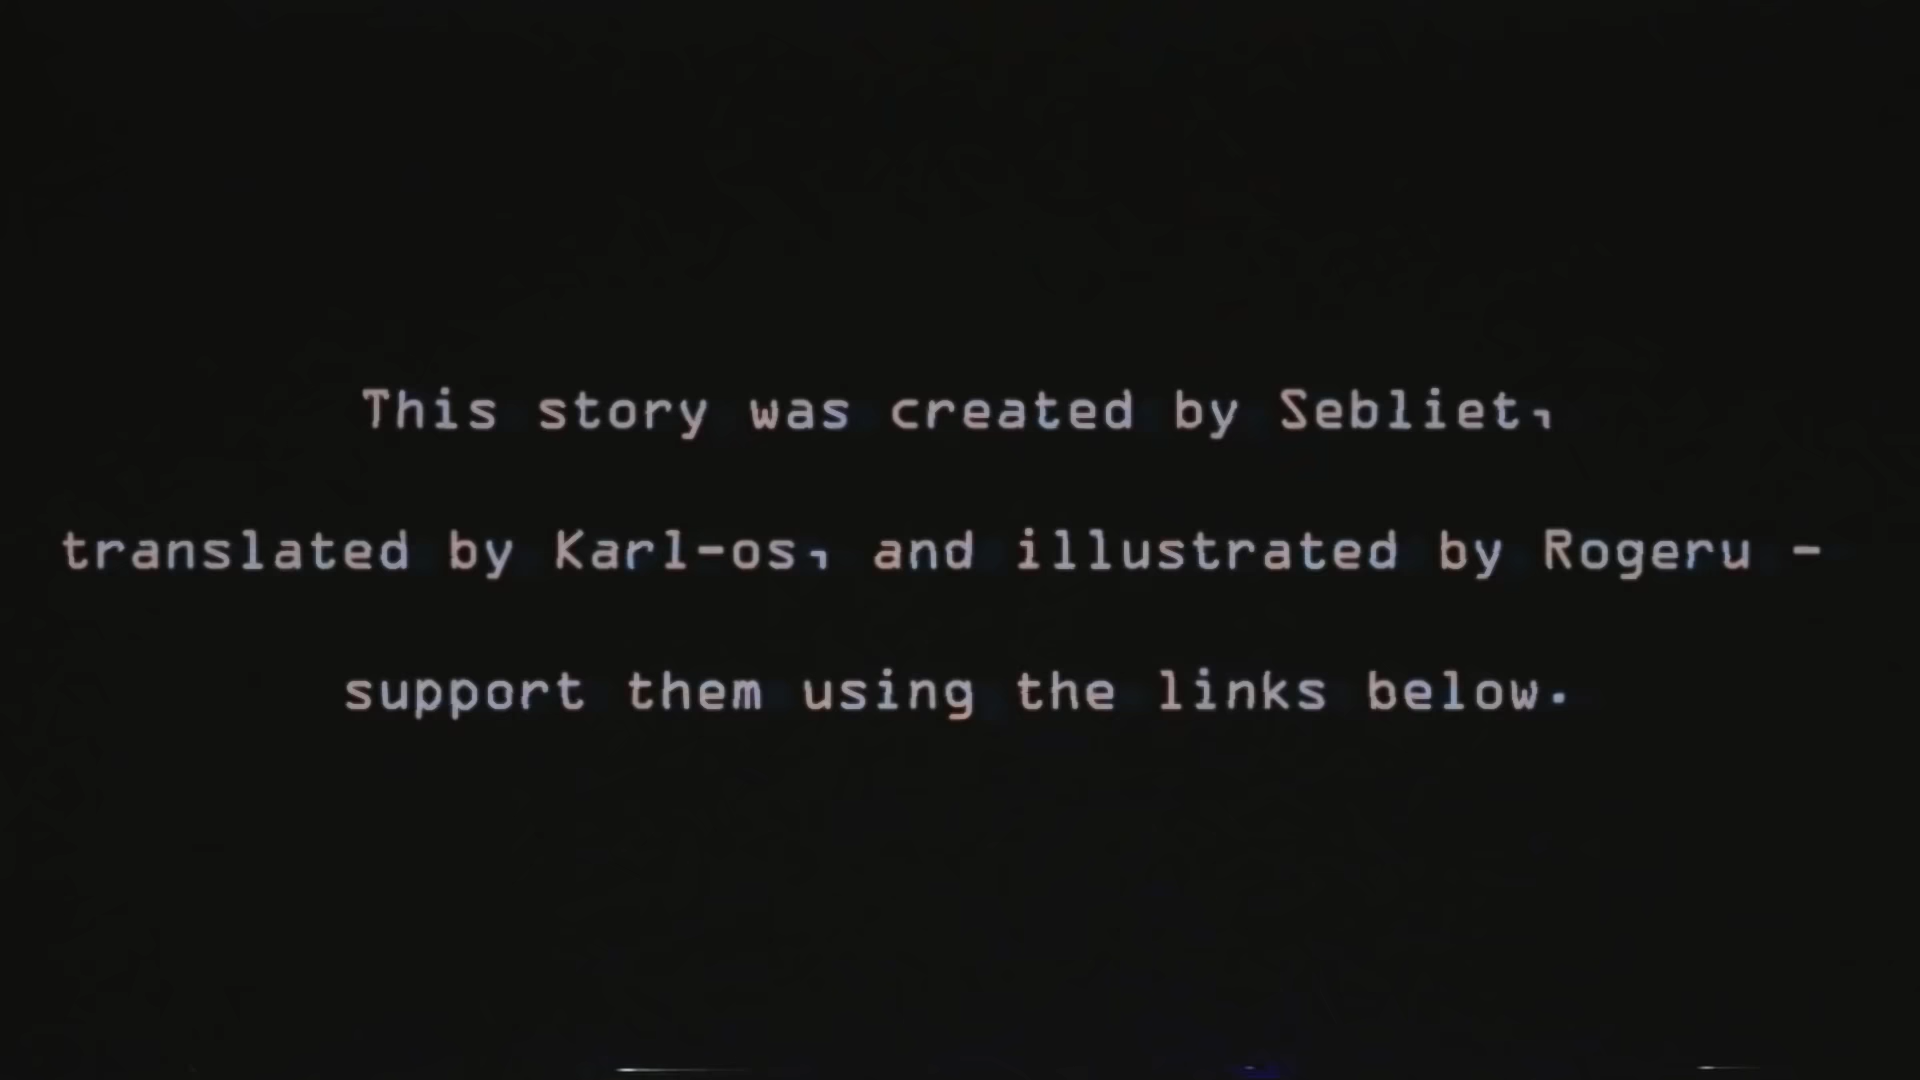 This story was created by Sebliet,
translated by Karl-os, and illustrated by Rogeru -
support them using the links below.